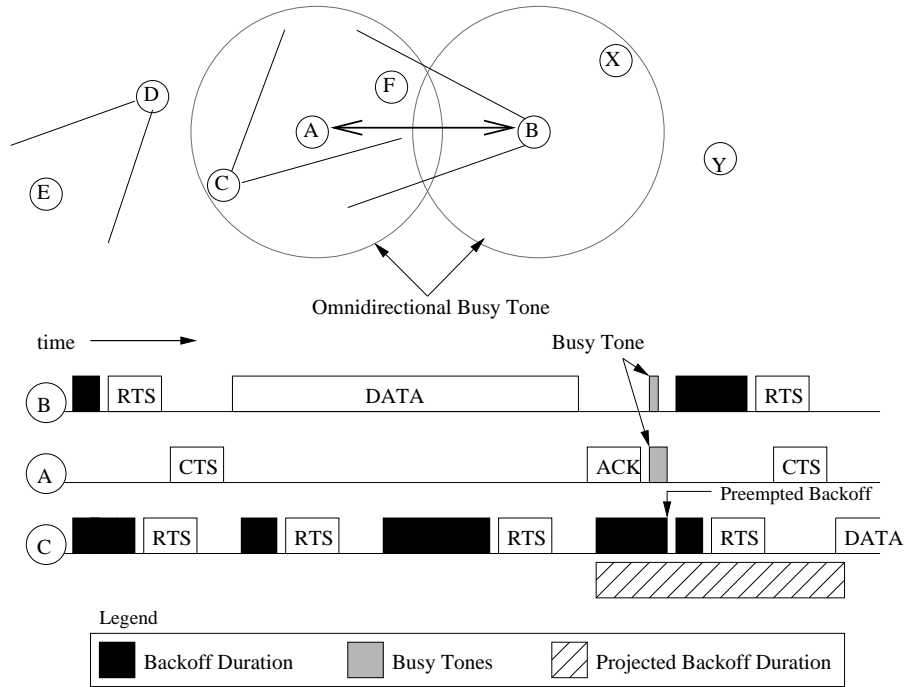 X
D
F
A
B
C
Y
E
Omnidirectional Busy Tone
time
Busy Tone
B
RTS
DATA
RTS
A
CTS
ACK
CTS
Preempted Backoff
C
RTS
RTS
RTS
RTS
DATA
Legend
Backoff Duration
Busy Tones
Projected Backoff Duration